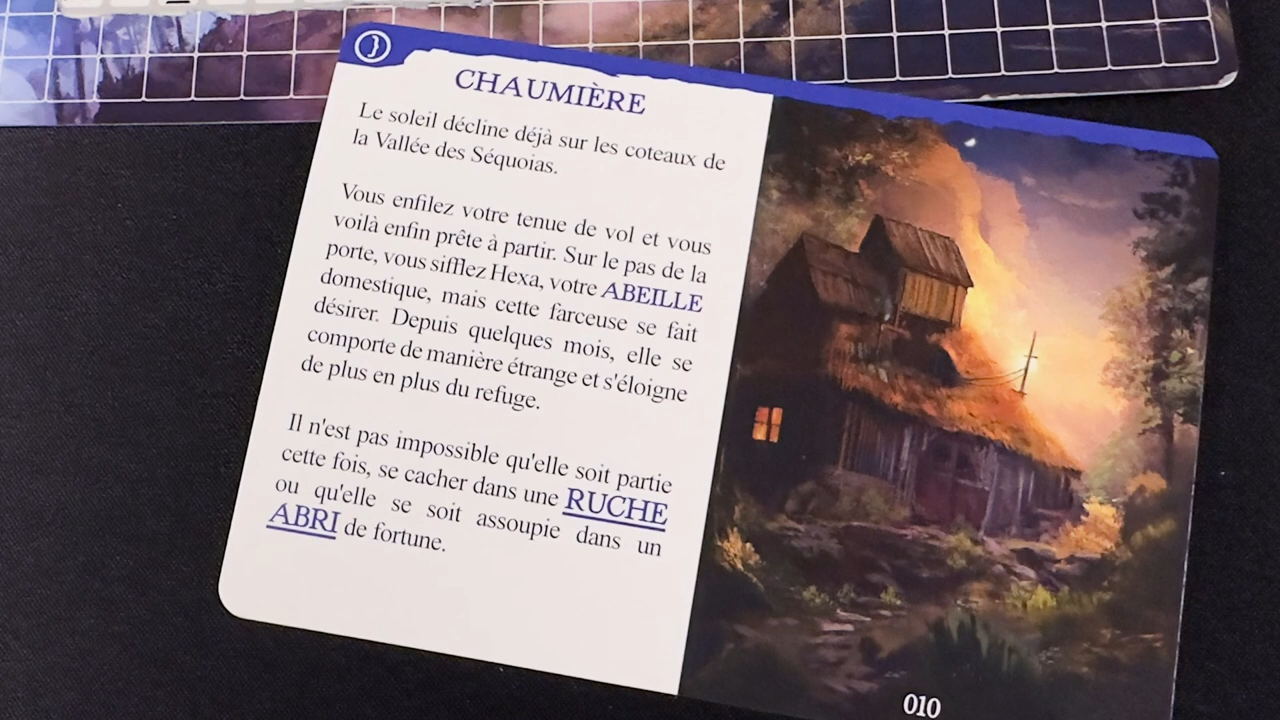 CHAUMIÈRE
Le soleil décline déjà sur les coteaux de
la Vallée des Séquoias.
Vous enfilez votre tenue de vol et vous
voilà enfin prête à partir. Sur le pas de la
porte, vous sifflez Hexa, votre ABEILLE
domestique, mais cette farceuse se fait
désirer. Depuis quelques mois, elle se
comporte de manière étrange et s'éloigne
de plus en plus du refuge.
Il n'est pas impossible qu'elle soit partie
cette fois, se cacher dans une RUCHE
ou qu'elle se soit assoupie dans un
ABRI de fortune.
010